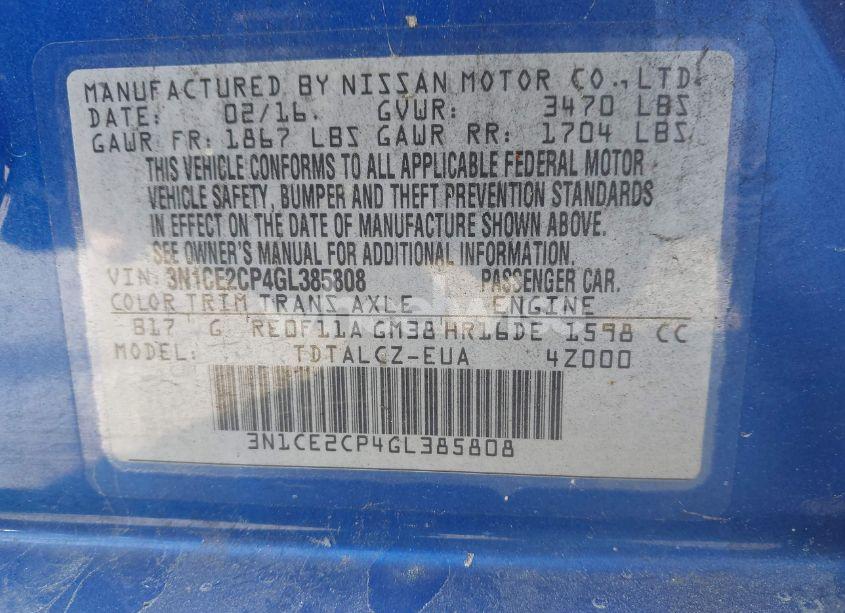 MANUFACTURED BY NISSAN MOTOR CO., LTD.
DATE: 02/16. GVWR: 3470 LBS
GAWR FR: 1867 LBS GAWR RR: 1704 LBS
THIS VEHICLE CONFORMS TO ALL APPLICABLE FEDERAL MOTOR
VEHICLE SAFETY, BUMPER AND THEFT PREVENTION STANDARDS
IN EFFECT ON THE DATE OF MANUFACTURE SHOWN ABOVE.
SEE OWNER'S MANUAL FOR ADDITIONAL INFORMATION.
VIN: 3N1CE2CP4GL385808 PASSENGER CAR.
COLOR TRIM TRANS AXLE ENGINE
B17 G RE0F11A GM38 HR16DE 1598 CC
MODEL: TDTALCZ-EUA 4Z000
3N1CE2CP4GL385808